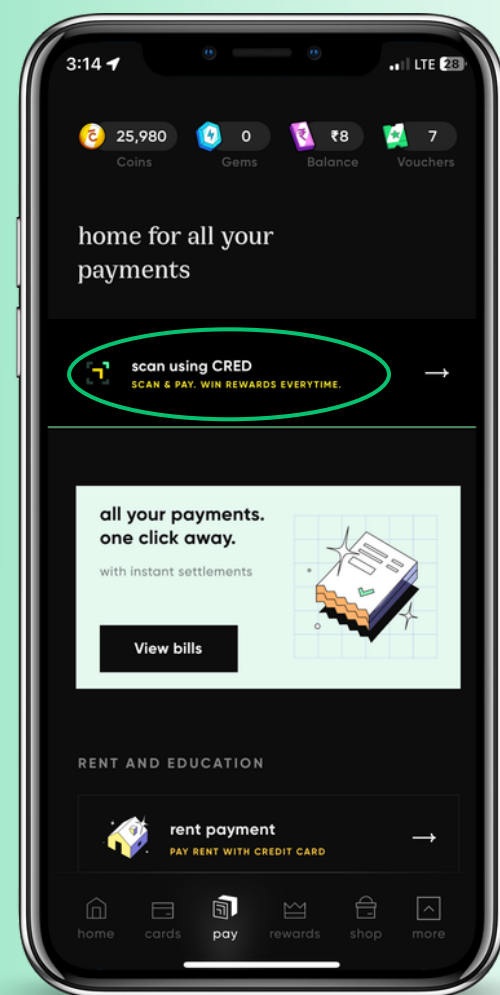 3:14 LTE 28
25,980 0 ₹8 7
Coins Gems Balance Vouchers
home for all your
payments
scan using CRED
SCAN & PAY. WIN REWARDS EVERYTIME.
all your payments.
one click away.
with instant settlements
View bills
RENT AND EDUCATION
rent payment
PAY RENT WITH CREDIT CARD
home cards pay rewards shop more